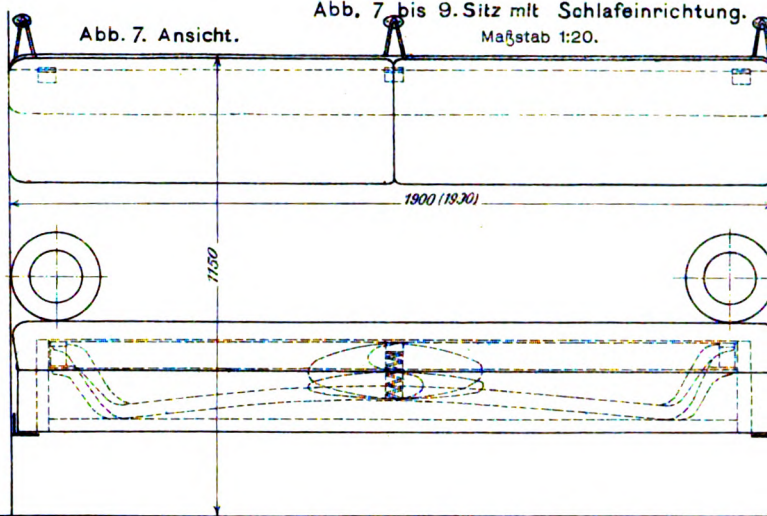 Abb. 7 bis 9. Sitz mit Schlafeinrichtung.
Abb. 7. Ansicht.
Maßstab 1:20.
1900 (1930)
1150